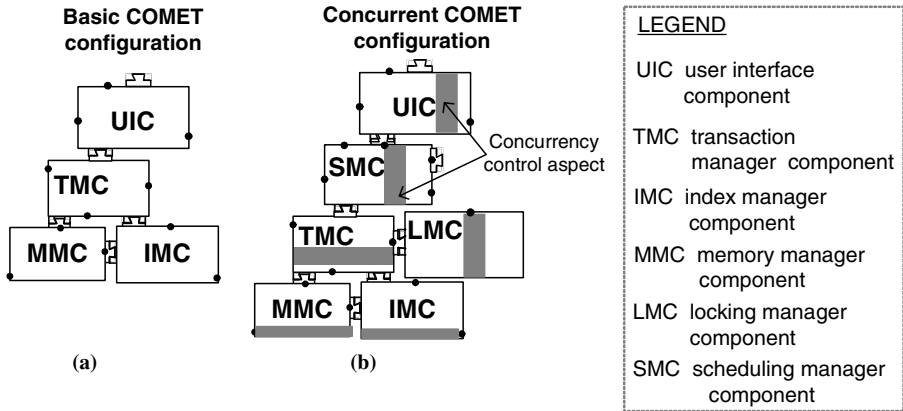 Basic COMET
configuration
UIC
TMC
MMC
IMC
(a)
Concurrent COMET
configuration
UIC
SMC
Concurrency
control aspect
TMC
LMC
MMC
IMC
(b)
LEGEND
UIC user interface
component
TMC transaction
manager component
IMC index manager
component
MMC memory manager
component
LMC locking manager
component
SMC scheduling manager
component